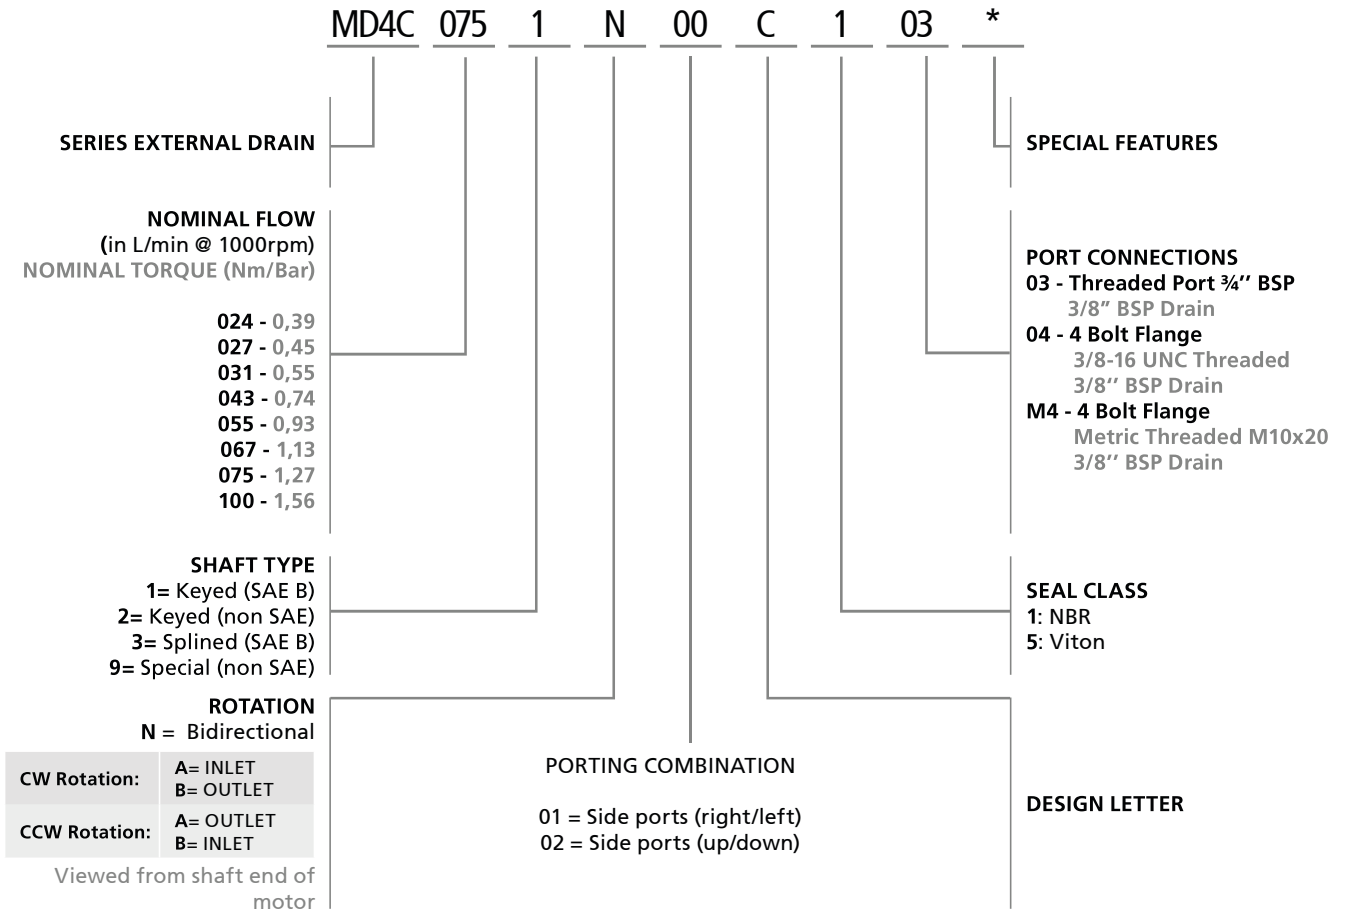 MD4C 075 1 N 00 C 1 03 *
SERIES EXTERNAL DRAIN
NOMINAL FLOW
(in L/min @ 1000rpm)
NOMINAL TORQUE (Nm/Bar)
024 - 0,39
027 - 0,45
031 - 0,55
043 - 0,74
055 - 0,93
067 - 1,13
075 - 1,27
100 - 1,56
SHAFT TYPE
1= Keyed (SAE B)
2= Keyed (non SAE)
3= Splined (SAE B)
9= Special (non SAE)
ROTATION
N = Bidirectional
CW Rotation:
A= INLET
B= OUTLET
CCW Rotation:
A= OUTLET
B= INLET
Viewed from shaft end of
motor
PORTING COMBINATION
01 = Side ports (right/left)
02 = Side ports (up/down)
SPECIAL FEATURES
PORT CONNECTIONS
03 - Threaded Port ¾’’ BSP
3/8” BSP Drain
04 - 4 Bolt Flange
3/8-16 UNC Threaded
3/8’’ BSP Drain
M4 - 4 Bolt Flange
Metric Threaded M10x20
3/8’’ BSP Drain
SEAL CLASS
1: NBR
5: Viton
DESIGN LETTER